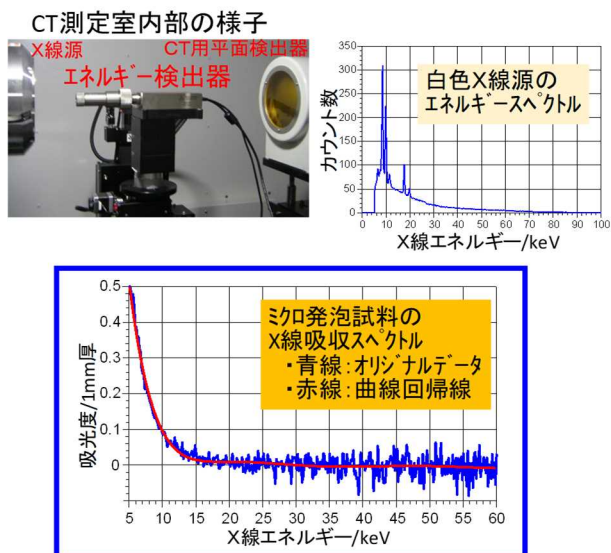 CT測定室内部の様子
X線源 CT用平面検出器
エネルギー検出器
白色X線源の
エネルギースペクトル
カウント数
350
300
250
200
150
100
50
0
0 10 20 30 40 50 60 70 80 90 100
X線エネルギー/keV
ミクロ発泡試料の
X線吸収スペクトル
・青線:オリジナルデータ
・赤線:曲線回帰線
吸光度/1mm厚
0.5
0.4
0.3
0.2
0.1
0
5 10 15 20 25 30 35 40 45 50 55 60
X線エネルギー/keV